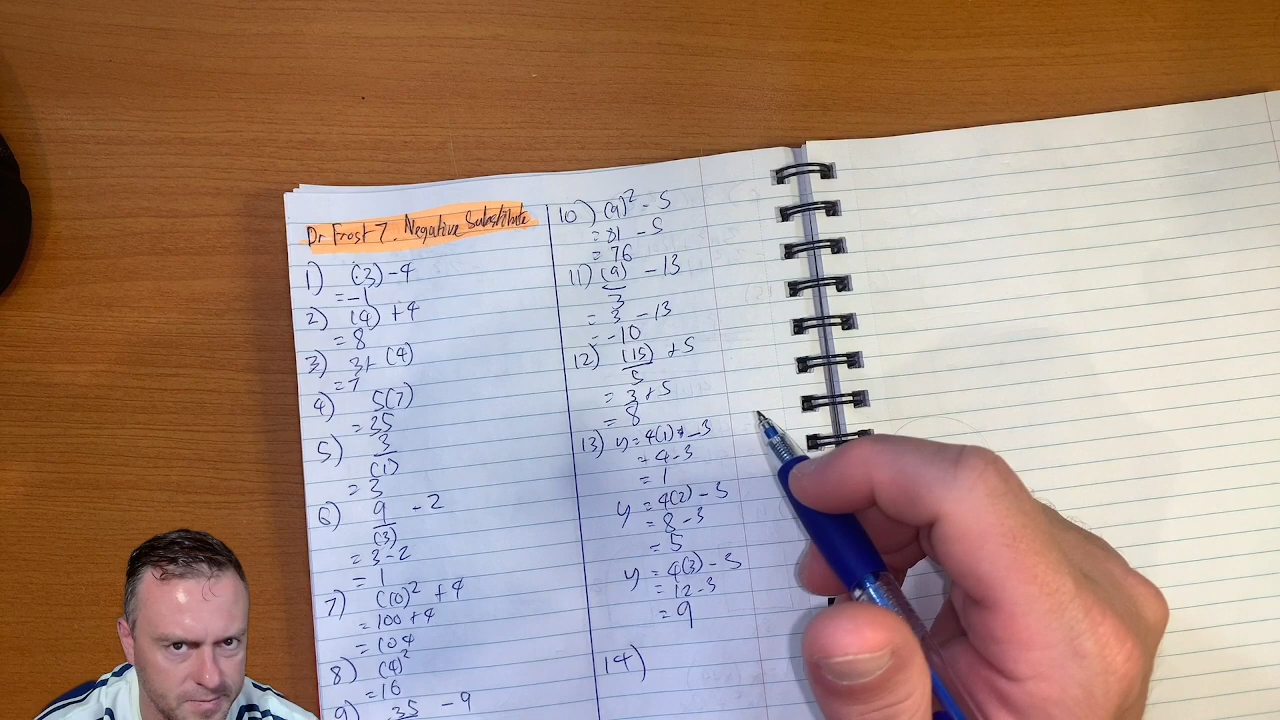 Dr Frost 7. Negative Substitute
1) (3) - 4
= -1
2) (4) + 4
= 8
3) 3 + (4)
= 7
4) 5(7)
= 35
5) 3
(1)
= 3
6) 9 - 2
(3)
= 3 - 2
= 1
7) (10)² + 4
= 100 + 4
= 104
8) (4)²
= 16
9) 35 - 9
10) (9)² - 5
= 81 - 5
= 76
11) (9) - 13
3
= 3 - 13
= -10
12) (15) + 5
5
= 3 + 5
= 8
13) y = 4(1) - 3
= 4 - 3
= 1
y = 4(2) - 3
= 8 - 3
= 5
y = 4(3) - 3
= 12 - 3
= 9
14)